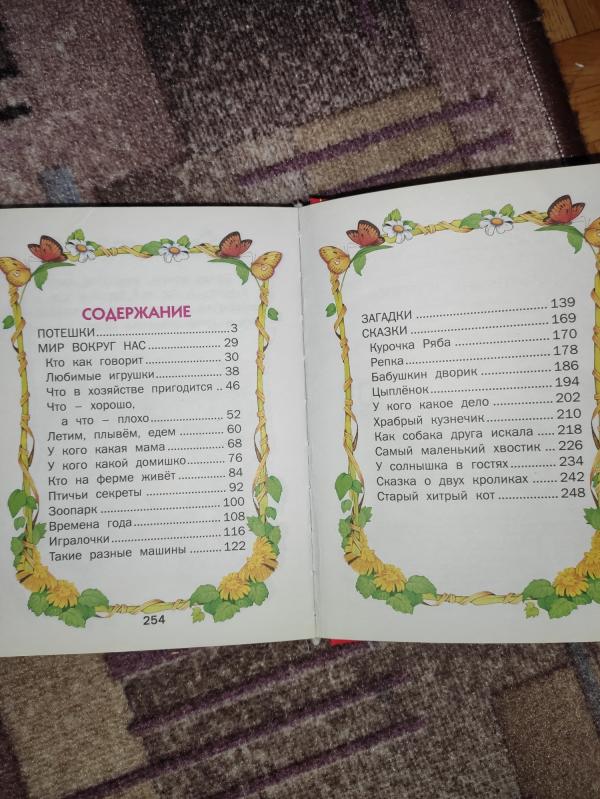 СОДЕРЖАНИЕ
ПОТЕШКИ..............................3
МИР ВОКРУГ НАС................29
Кто как говорит....................30
Любимые игрушки................38
Что в хозяйстве пригодится ..46
Что – хорошо,
а что – плохо....................52
Летим, плывём, едем ...........60
У кого какая мама................68
У кого какой домишко...........76
Кто на ферме живёт..............84
Птичьи секреты ....................92
Зоопарк ..............................100
Времена года......................108
Игралочки..........................116
Такие разные машины ..........122
254
ЗАГАДКИ ............................139
СКАЗКИ..............................169
Курочка Ряба ....................170
Репка................................178
Бабушкин дворик ...............186
Цыплёнок ..........................194
У кого какое дело ..............202
Храбрый кузнечик ..............210
Как собака друга искала .....218
Самый маленький хвостик ...226
У солнышка в гостях...........234
Сказка о двух кроликах ......242
Старый хитрый кот .............248